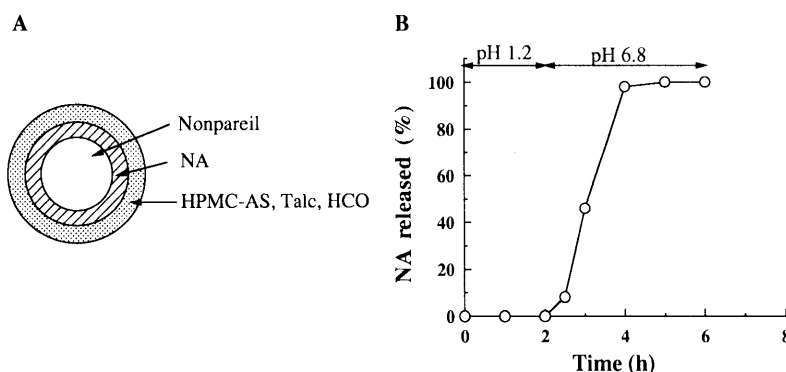 A
Nonpareil
NA
HPMC-AS, Talc, HCO
B
pH 1.2
pH 6.8
NA released (%)
100
80
60
40
20
0
0
2
4
6
8
Time (h)